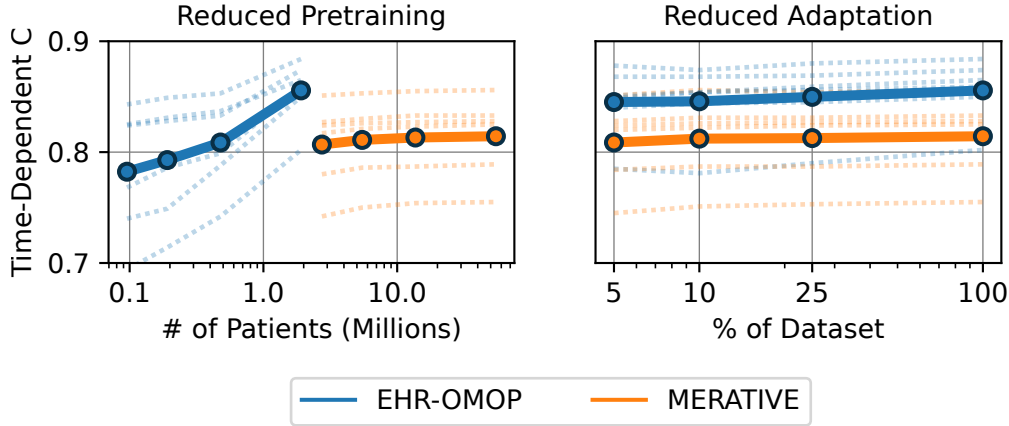 Reduced Pretraining
Reduced Adaptation
Time-Dependent C
0.9
0.8
0.7
0.1
1.0
10.0
5
10
25
100
# of Patients (Millions)
% of Dataset
EHR-OMOP
MERATIVE